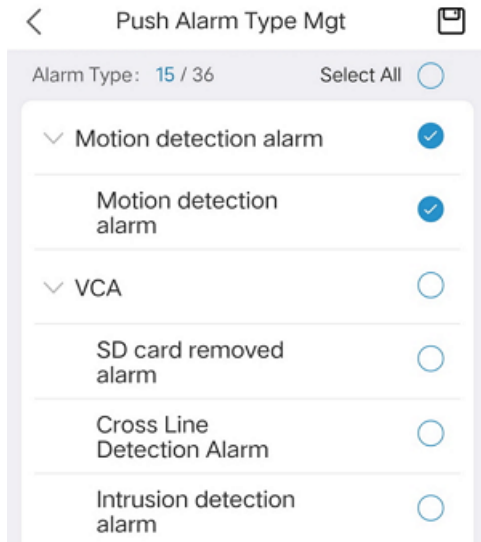 Push Alarm Type Mgt
Alarm Type: 15 / 36 Select All
Motion detection alarm
Motion detection
alarm
VCA
SD card removed
alarm
Cross Line
Detection Alarm
Intrusion detection
alarm